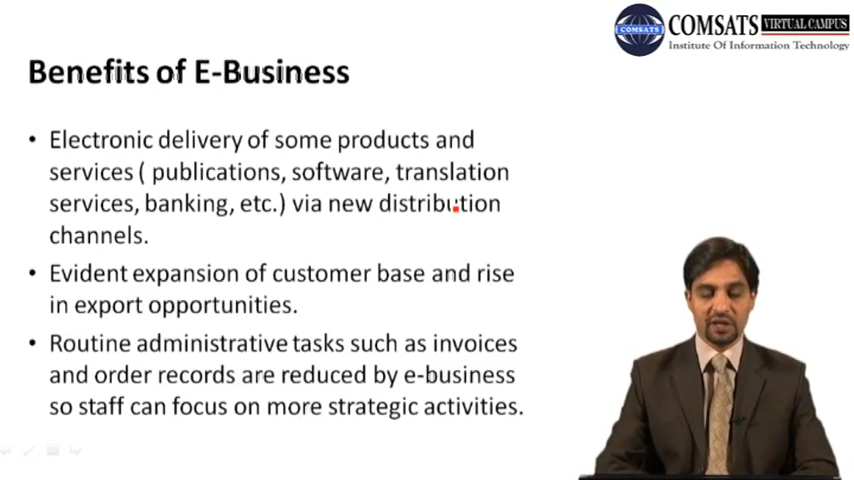 COMSATS VIRTUAL CAMPUS
COMSATS
Institute Of Information Technology
Benefits of E-Business
• Electronic delivery of some products and
services ( publications, software, translation
services, banking, etc.) via new distribution
channels.
• Evident expansion of customer base and rise
in export opportunities.
• Routine administrative tasks such as invoices
and order records are reduced by e-business
so staff can focus on more strategic activities.